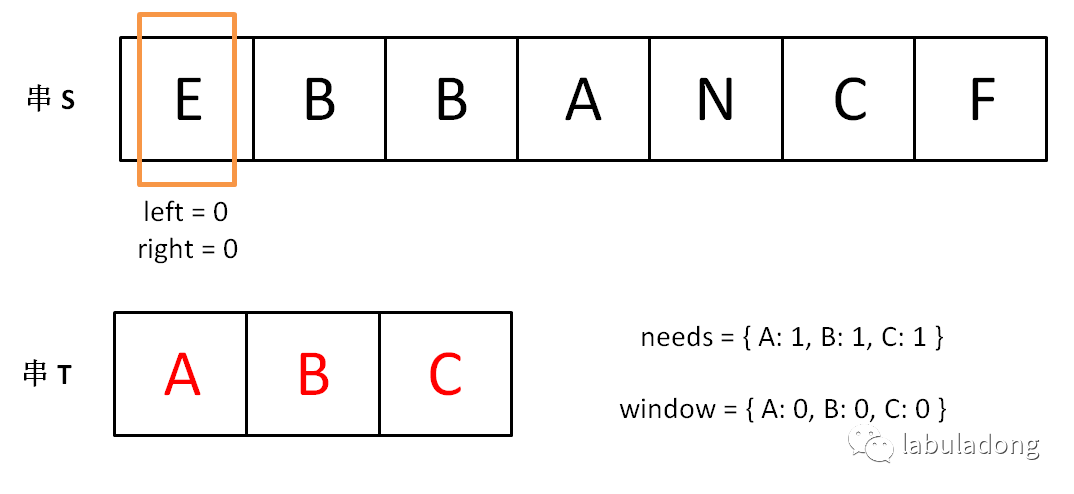 串 S E B B A N C F
left = 0
right = 0
串 T A B C
needs = { A: 1, B: 1, C: 1 }
window = { A: 0, B: 0, C: 0 }
labuladong